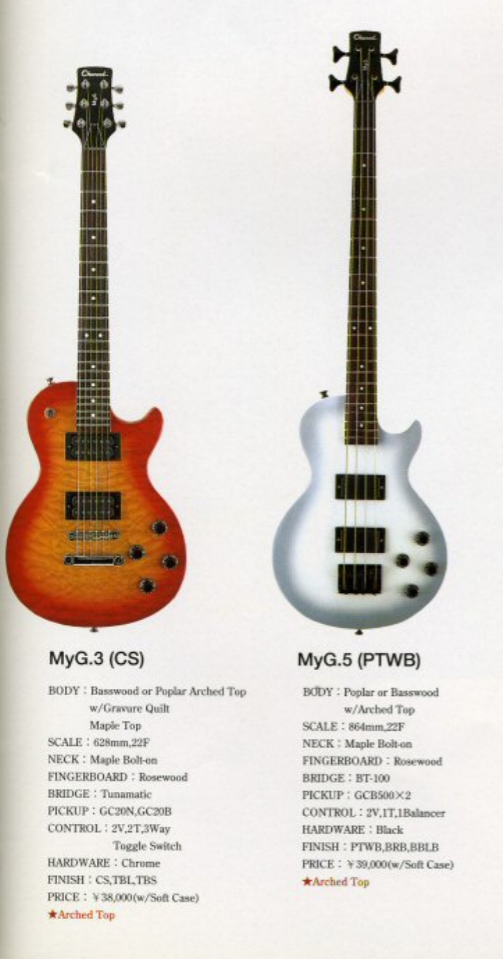 Charvel
MyG
Charvel
MyG
MyG.3 (CS)
BODY : Basswood or Poplar Arched Top
w/Gravure Quilt
Maple Top
SCALE : 628mm,22F
NECK : Maple Bolt-on
FINGERBOARD : Rosewood
BRIDGE : Tunamatic
PICKUP : GC20N,GC20B
CONTROL : 2V,2T,3Way
Toggle Switch
HARDWARE : Chrome
FINISH : CS,TBL,TBS
PRICE : ¥38,000(w/Soft Case)
★Arched Top
MyG.5 (PTWB)
BODY : Poplar or Basswood
w/Arched Top
SCALE : 864mm,22F
NECK : Maple Bolt-on
FINGERBOARD : Rosewood
BRIDGE : BT-100
PICKUP : GCB500×2
CONTROL : 2V,1T,1Balancer
HARDWARE : Black
FINISH : PTWB,BRB,BBLB
PRICE : ¥39,000(w/Soft Case)
★Arched Top